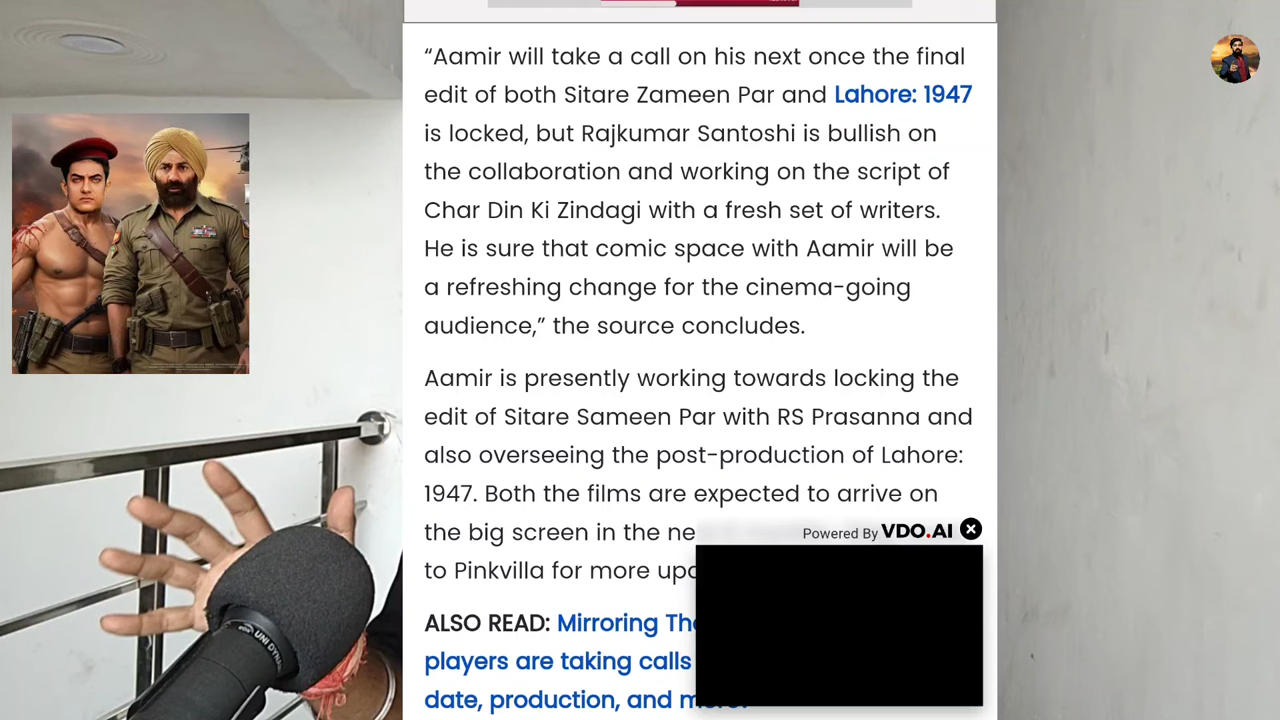 “Aamir will take a call on his next once the final
edit of both Sitare Zameen Par and Lahore: 1947
is locked, but Rajkumar Santoshi is bullish on
the collaboration and working on the script of
Char Din Ki Zindagi with a fresh set of writers.
He is sure that comic space with Aamir will be
a refreshing change for the cinema-going
audience,” the source concludes.
Aamir is presently working towards locking the
edit of Sitare Sameen Par with RS Prasanna and
also overseeing the post-production of Lahore:
1947. Both the films are expected to arrive on
the big screen in the
Powered By VDO.AI
to Pinkvilla for more
ALSO READ: Mirroring
players are taking calls
date, production, and
UNI